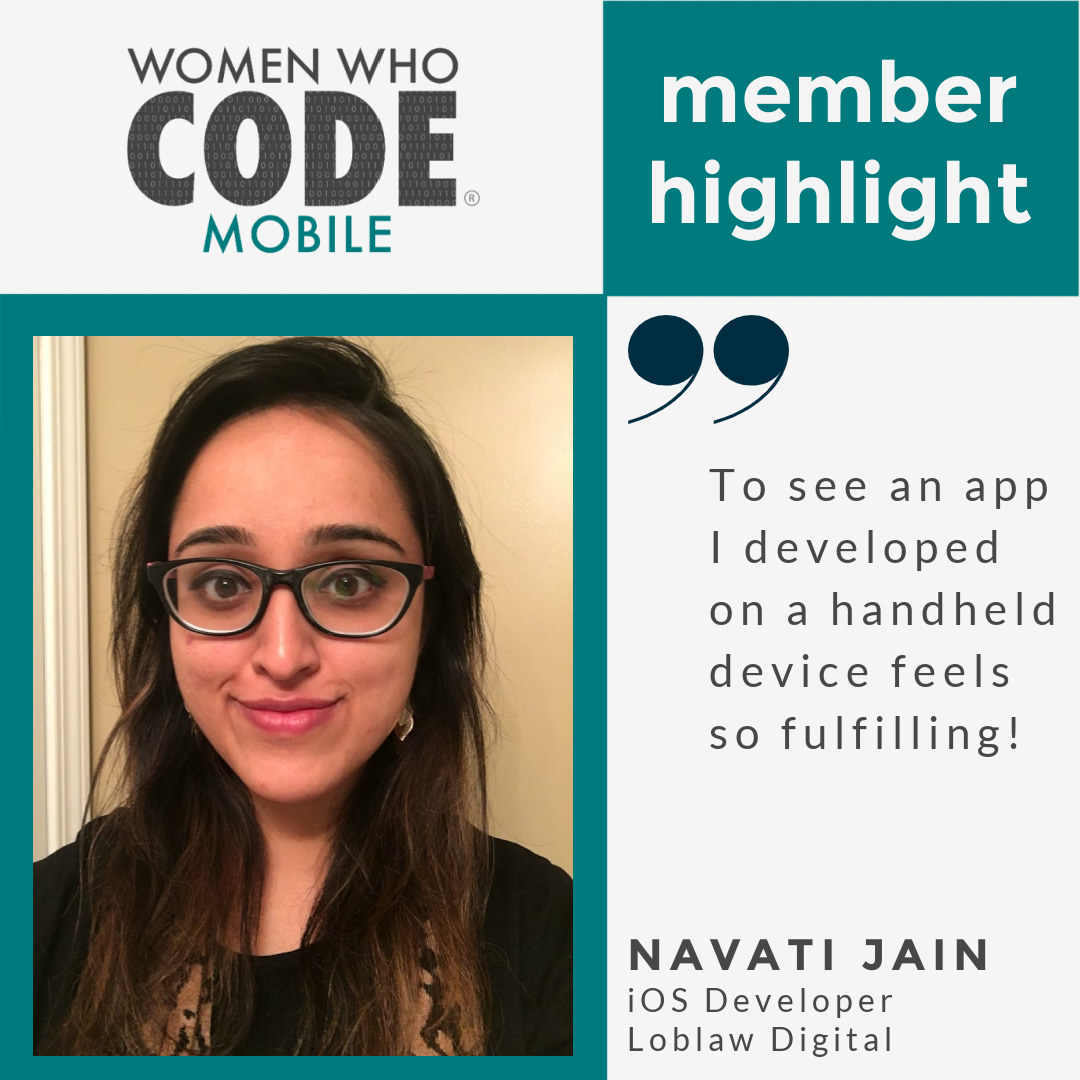 WOMEN WHO
CODE®
MOBILE
member
highlight
To see an app
I developed
on a handheld
device feels
so fulfilling!
NAVATI JAIN
iOS Developer
Loblaw Digital